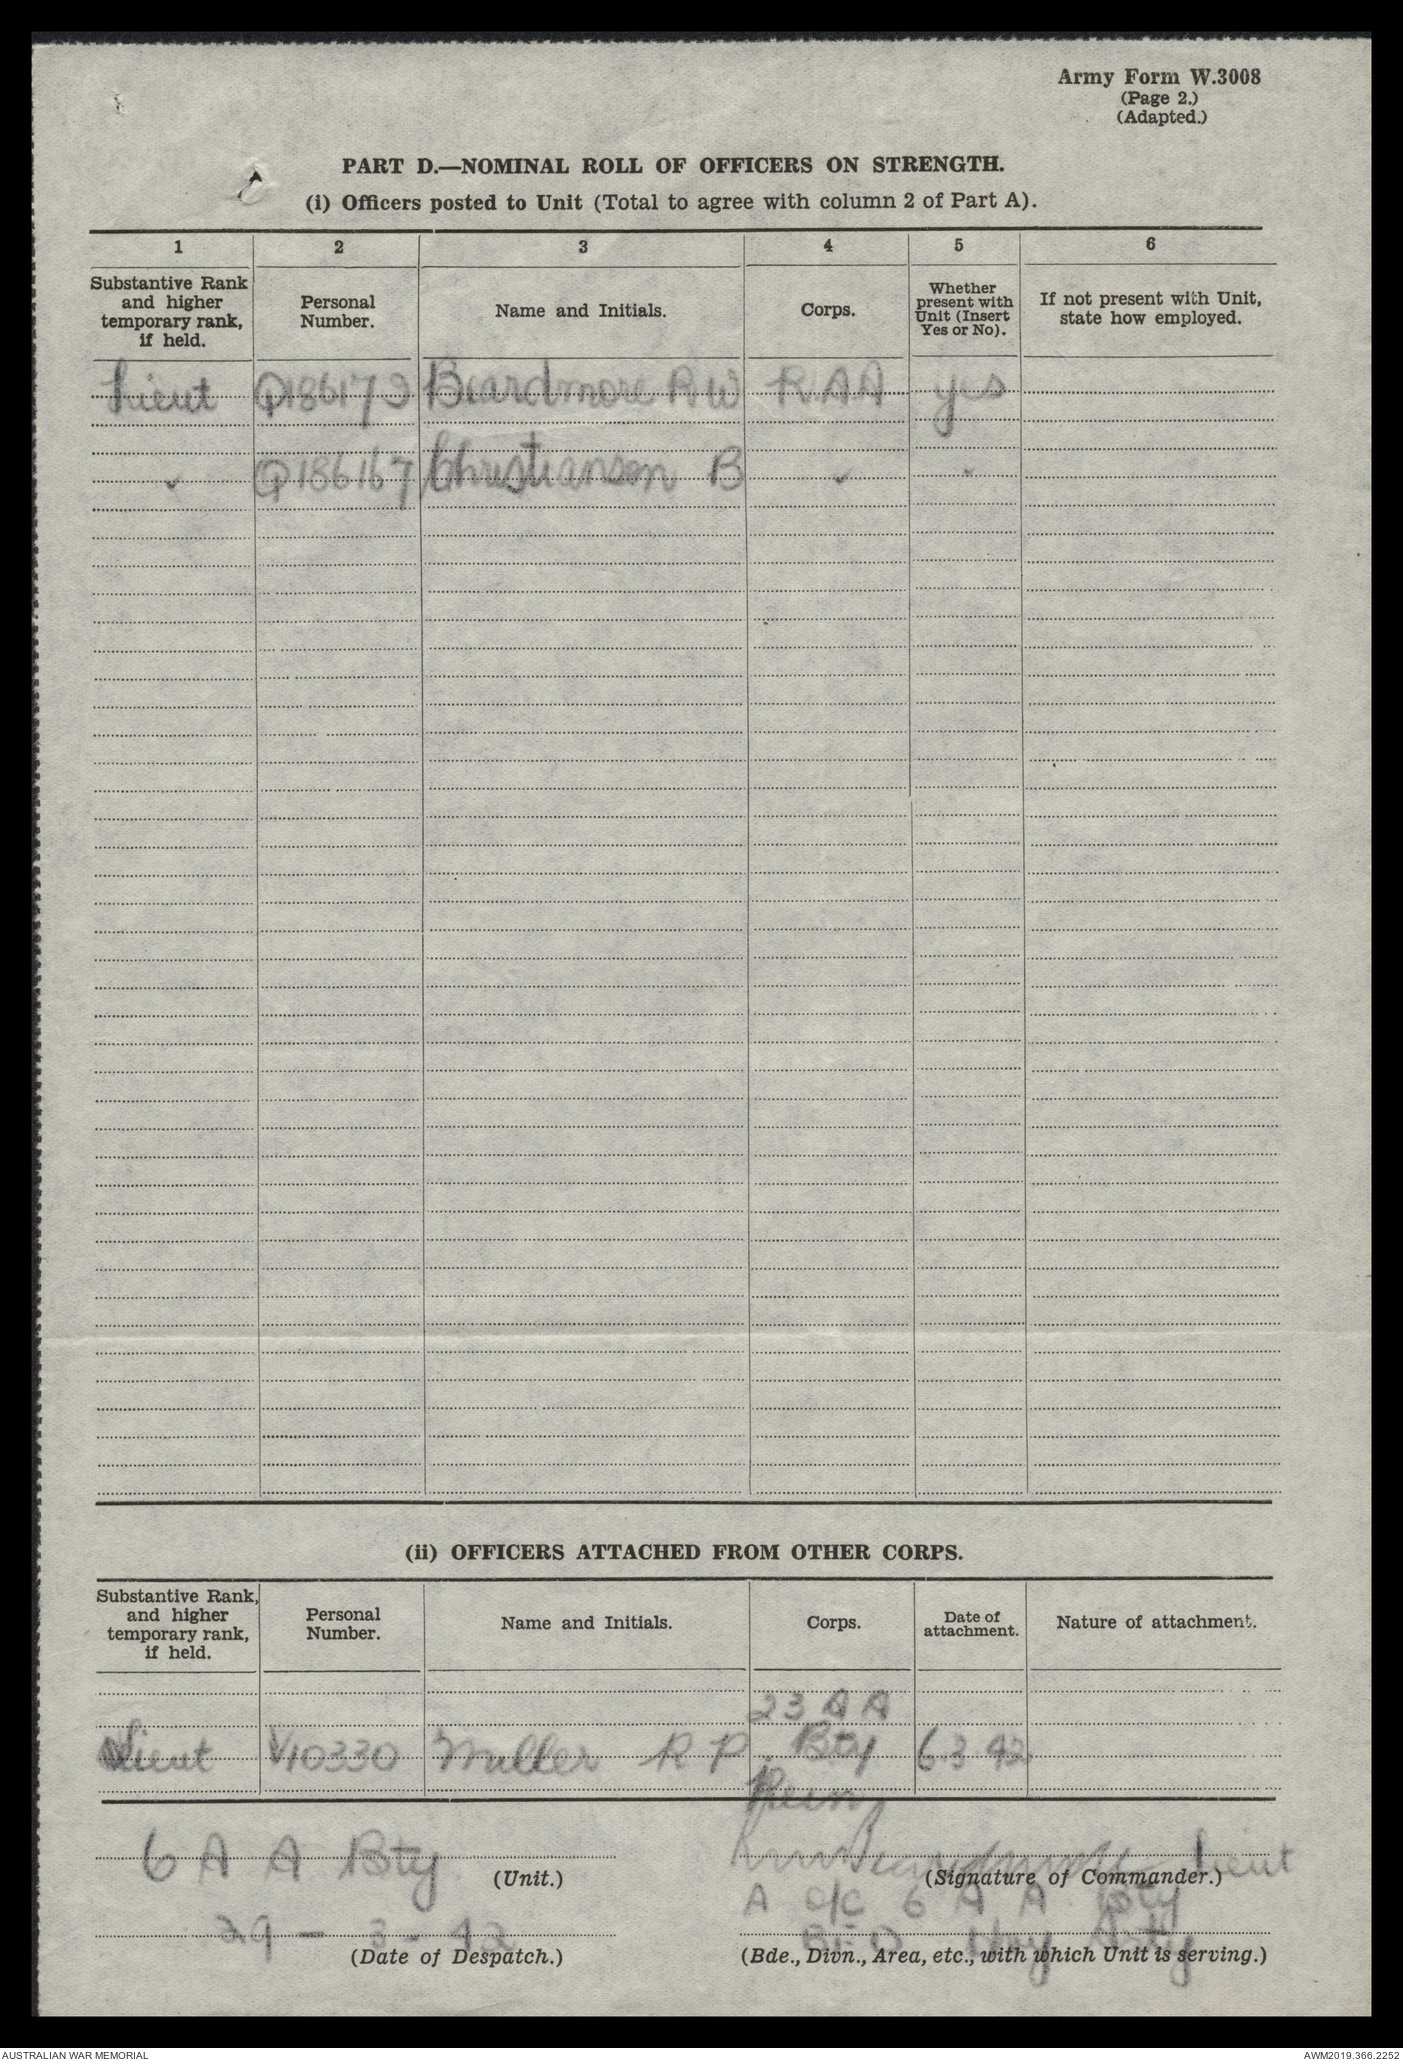 Army Form W.3008
(Page 2.)
(Adapted.)
PART D.—NOMINAL ROLL OF OFFICERS ON STRENGTH.
(i) Officers posted to Unit (Total to agree with column 2 of Part A).
1 2 3 4 5 6
Substantive Rank and higher temporary rank, if held. Personal Number. Name and Initials. Corps. Whether present with Unit (Insert Yes or No). If not present with Unit, state how employed.
Lieut Q186173 Beardmore R W R.A A yes
" Q186167 Christianson B " "
(ii) OFFICERS ATTACHED FROM OTHER CORPS.
Substantive Rank, and higher temporary rank, if held. Personal Number. Name and Initials. Corps. Date of attachment. Nature of attachment.
23 A A
Lieut V10330 Miller R P Bty 6.3.42
6 A A Bty (Unit.)
Lieut
(Signature of Commander.)
A O/C 6 A A Bty
29 - 3 - 42
(Date of Despatch.)
Hvy Arty
(Bde., Divn., Area, etc., with which Unit is serving.)
AUSTRALIAN WAR MEMORIAL
AWM2019.366.2252